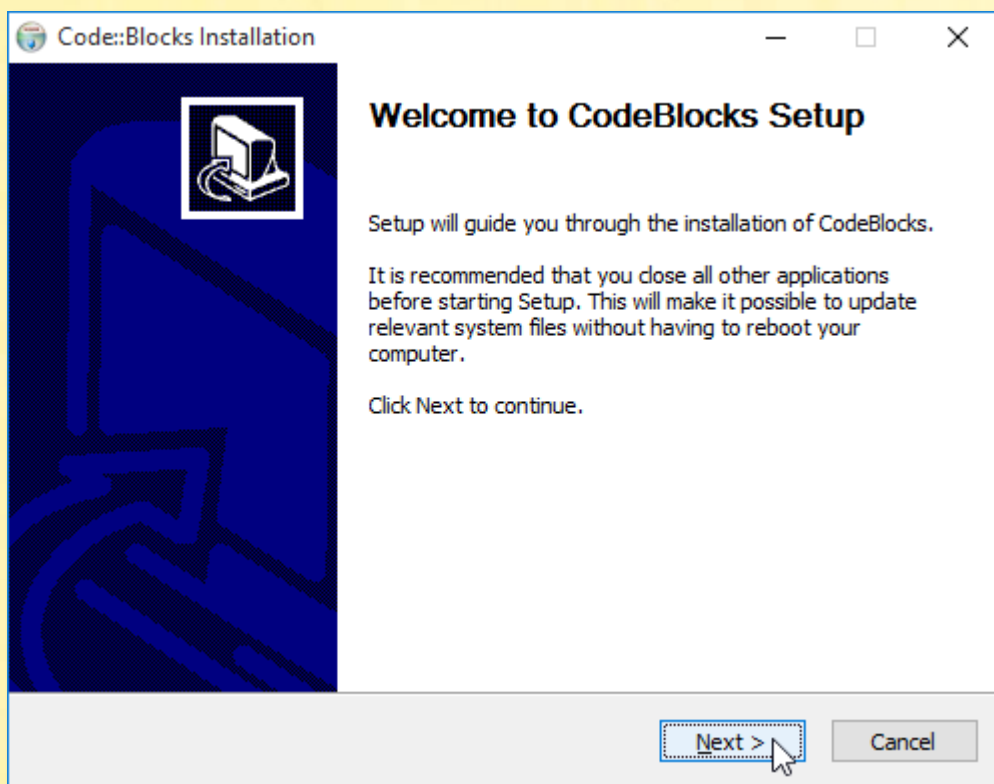 Code::Blocks Installation
Welcome to CodeBlocks Setup
Setup will guide you through the installation of CodeBlocks.
It is recommended that you close all other applications
before starting Setup. This will make it possible to update
relevant system files without having to reboot your
computer.
Click Next to continue.
Next >
Cancel